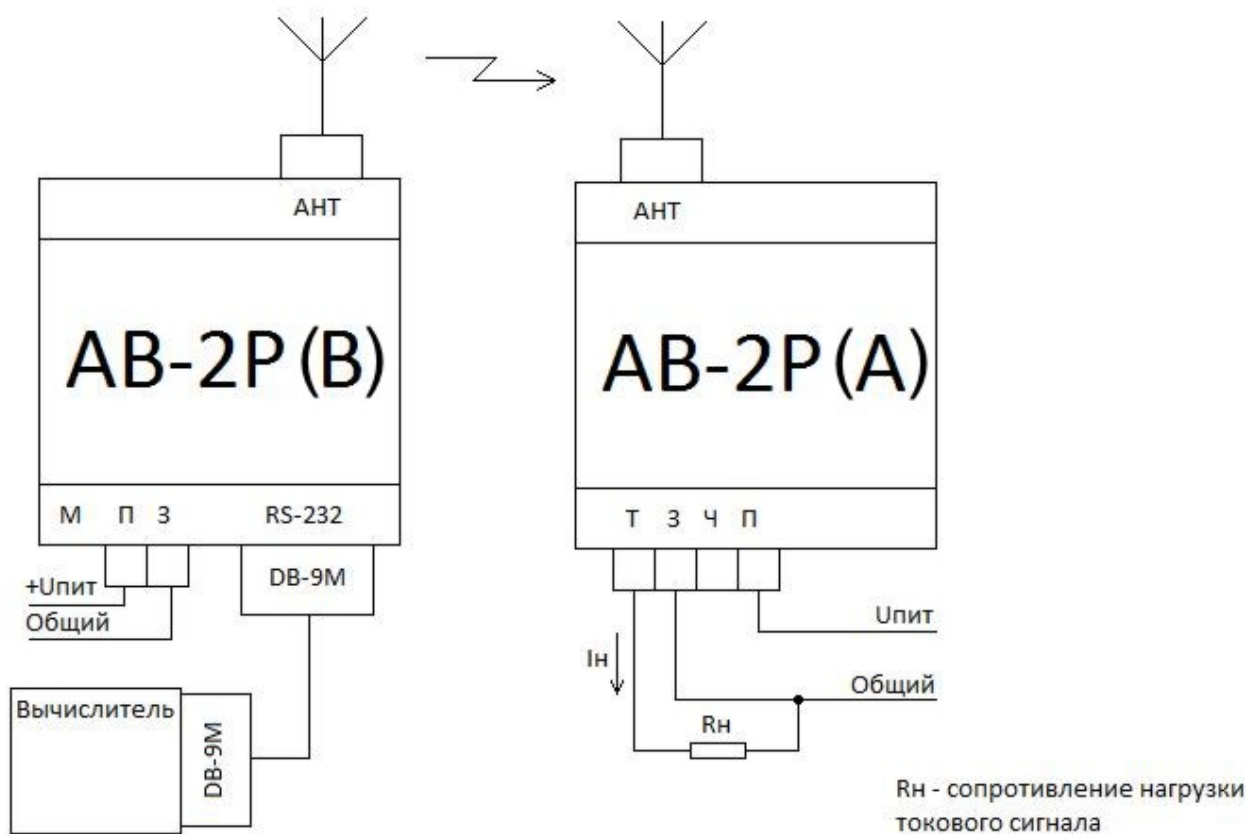 АНТ
АНТ
АВ-2Р (В)
АВ-2Р (А)
М П З RS-232
Т З Ч П
DB-9M
+Uпит
Общий
Uпит
Iн
Общий
Вычислитель
DB-9M
Rн
Rн - сопротивление нагрузки
токового сигнала